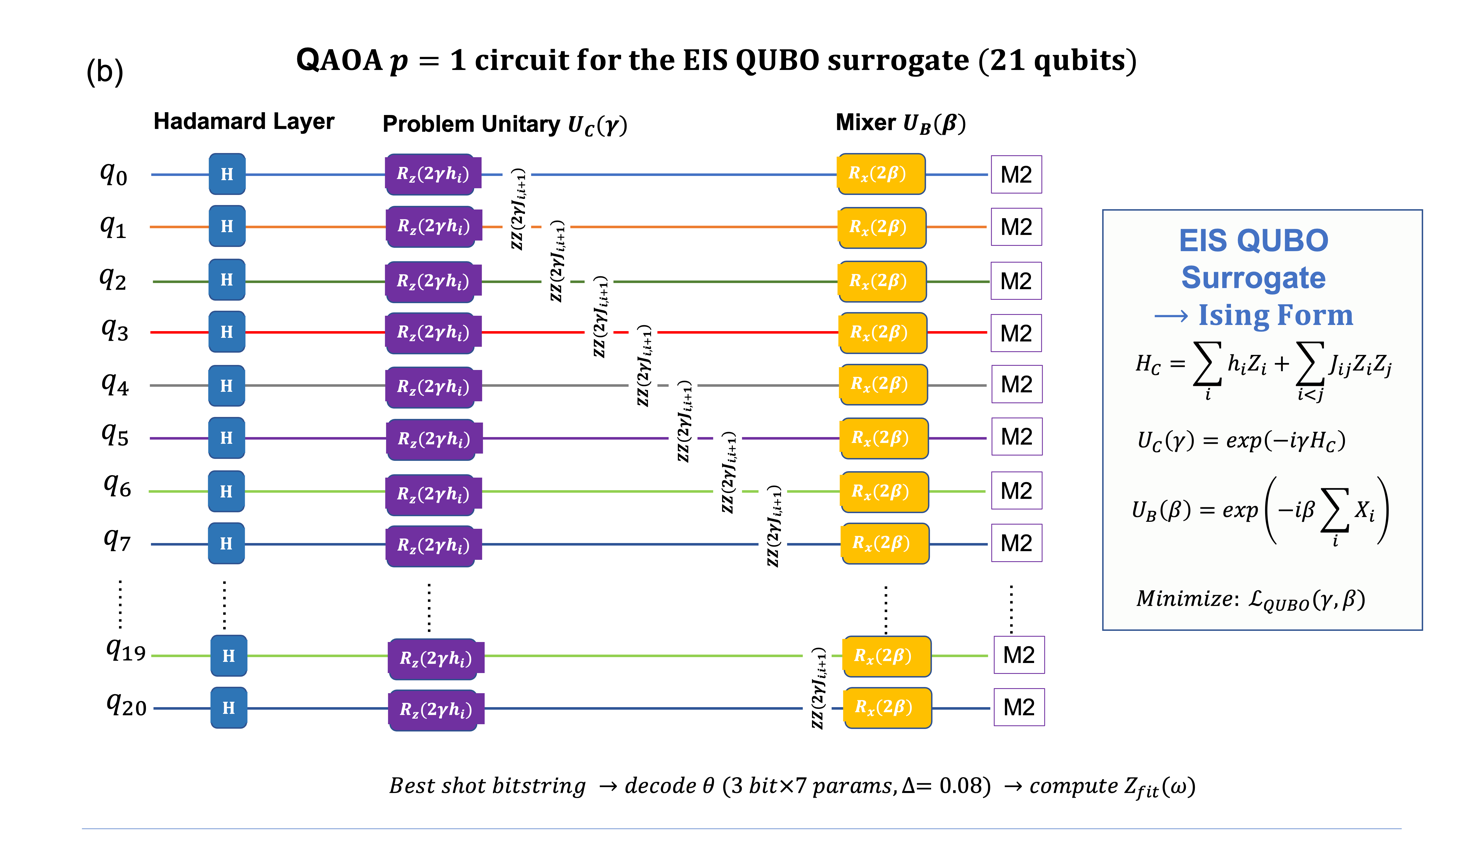 (b)
QAOA p = 1 circuit for the EIS QUBO surrogate (21 qubits)
Hadamard Layer
Problem Unitary U_C(γ)
Mixer U_B(β)
q_0 H R_z(2γh_i) R_x(2β) M2
ZZ(2γJ_{i,i+1})
q_1 H R_z(2γh_i) R_x(2β) M2
ZZ(2γJ_{i,i+1})
q_2 H R_z(2γh_i) R_x(2β) M2
ZZ(2γJ_{i,i+1})
q_3 H R_z(2γh_i) R_x(2β) M2
ZZ(2γJ_{i,i+1})
q_4 H R_z(2γh_i) R_x(2β) M2
ZZ(2γJ_{i,i+1})
q_5 H R_z(2γh_i) R_x(2β) M2
ZZ(2γJ_{i,i+1})
q_6 H R_z(2γh_i) R_x(2β) M2
ZZ(2γJ_{i,i+1})
q_7 H R_z(2γh_i) R_x(2β) M2
q_19 H R_z(2γh_i) R_x(2β) M2
ZZ(2γJ_{i,i+1})
q_20 H R_z(2γh_i) R_x(2β) M2
EIS QUBO
Surrogate
→ Ising Form
H_C = ∑_i h_i Z_i + ∑_{i<j} J_{ij} Z_i Z_j
U_C(γ) = exp(−iγH_C)
U_B(β) = exp(−iβ ∑_i X_i)
Minimize: ℒ_QUBO(γ, β)
Best shot bitstring → decode θ (3 bit×7 params, Δ= 0.08) → compute Z_fit(ω)